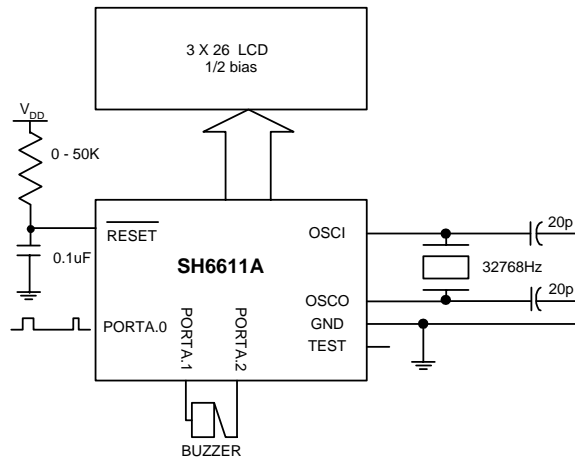 3 X 26 LCD
1/2 bias
VDD
0 - 50K
RESET
0.1uF
SH6611A
OSCI
20p
32768Hz
OSCO
20p
GND
TEST
PORTA.0
PORTA.1
PORTA.2
BUZZER